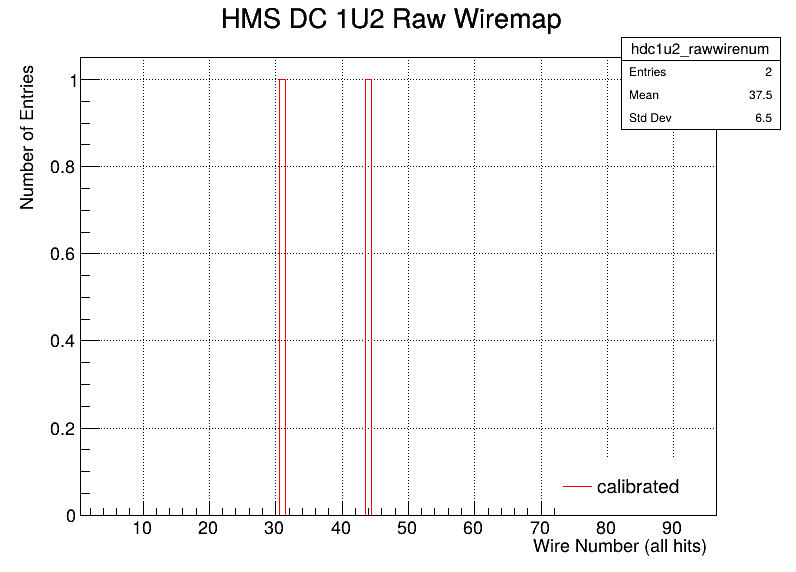 HMS DC 1U2 Raw Wiremap
hdc1u2_rawwirenum
Entries 2
Mean 37.5
Std Dev 6.5
Number of Entries
1
0.8
0.6
0.4
0.2
0
calibrated
10 20 30 40 50 60 70 80 90
Wire Number (all hits)